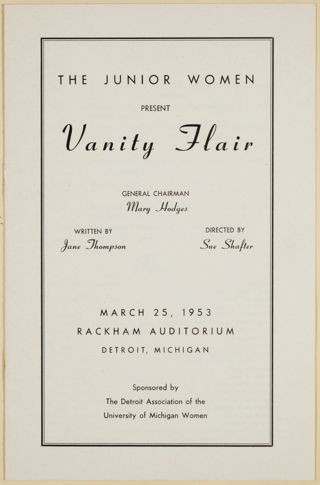 THE JUNIOR WOMEN
PRESENT
Vanity Flair
GENERAL CHAIRMAN
Mary Hodges
WRITTEN BY
Jane Thompson
DIRECTED BY
Sue Shafter
MARCH 25, 1953
RACKHAM AUDITORIUM
DETROIT, MICHIGAN
Sponsored by
The Detroit Association of the
University of Michigan Women